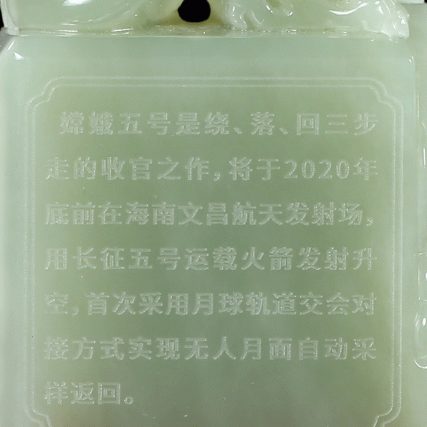 嫦娥五号是绕、落、回三步
走的收官之作,将于2020年
底前在海南文昌航天发射场,
用长征五号运载火箭发射升
空,首次采用月球轨道交会对
接方式实现无人月面自动采
样返回。